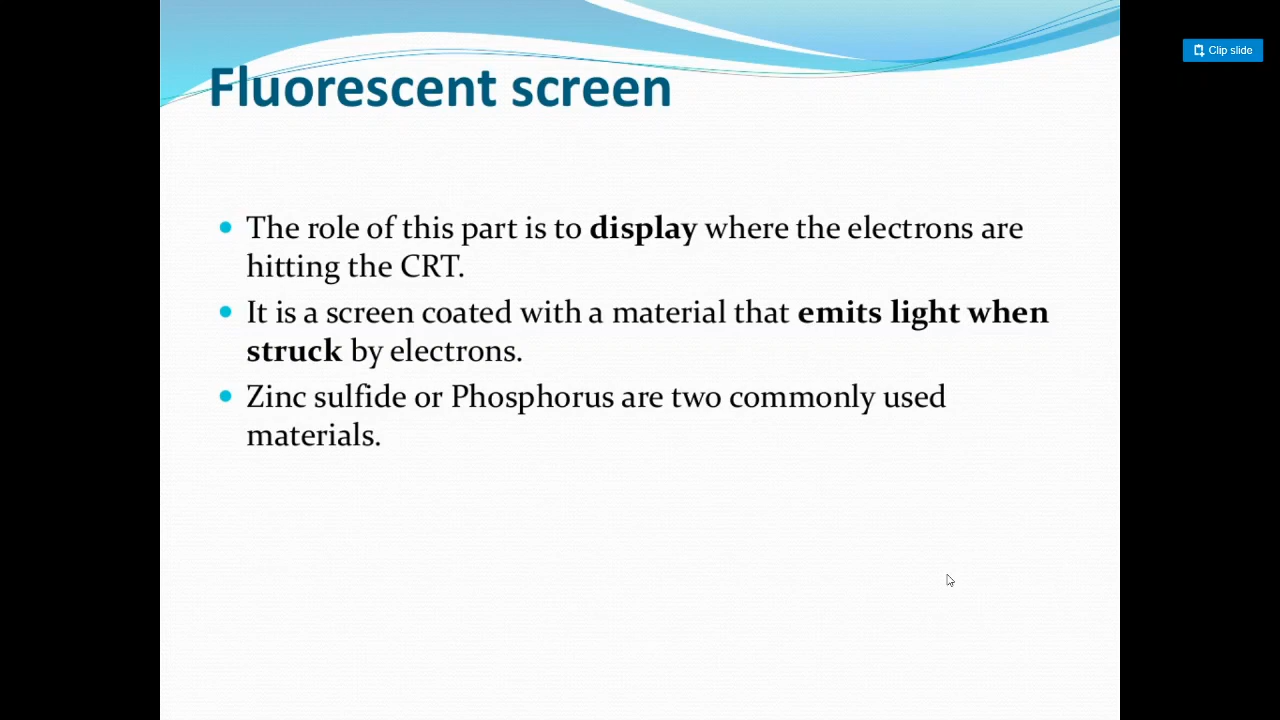 Clip slide
Fluorescent screen
• The role of this part is to display where the electrons are
hitting the CRT.
• It is a screen coated with a material that emits light when
struck by electrons.
• Zinc sulfide or Phosphorus are two commonly used
materials.